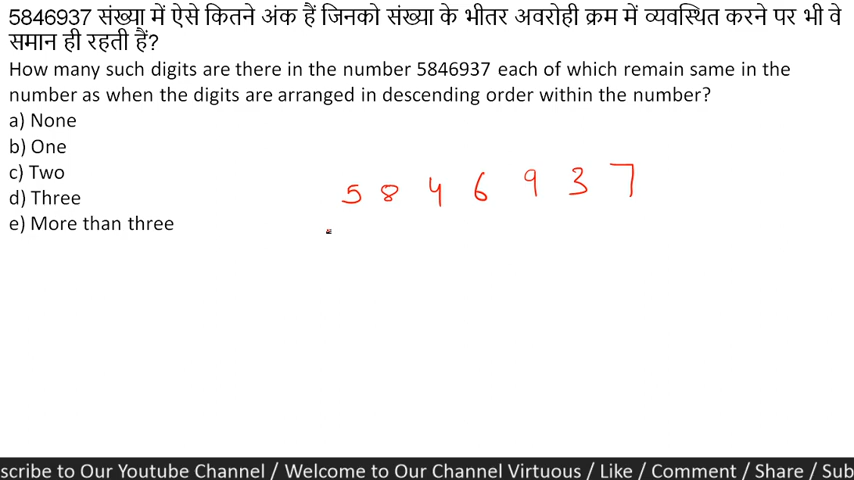 5846937 संख्या में ऐसे कितने अंक हैं जिनको संख्या के भीतर अवरोही क्रम में व्यवस्थित करने पर भी वे
समान ही रहती हैं?
How many such digits are there in the number 5846937 each of which remain same in the
number as when the digits are arranged in descending order within the number?
a) None
b) One
c) Two
d) Three
e) More than three
5 8 4 6 9 3 7
scribe to Our Youtube Channel / Welcome to Our Channel Virtuous / Like / Comment / Share / Sub